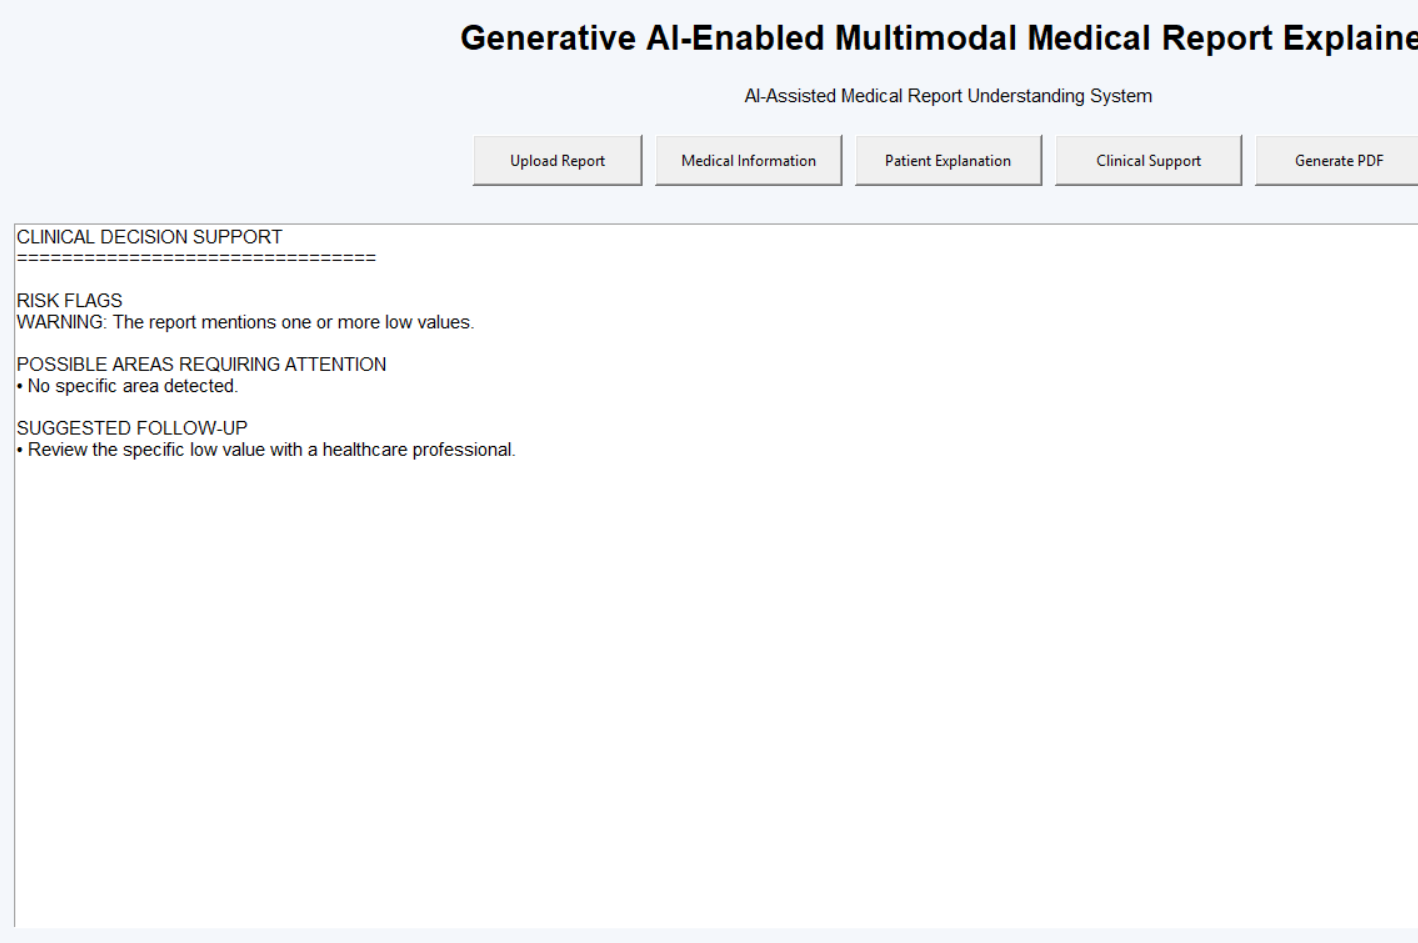 Generative AI-Enabled Multimodal Medical Report Explaine
AI-Assisted Medical Report Understanding System
Upload Report
Medical Information
Patient Explanation
Clinical Support
Generate PDF
CLINICAL DECISION SUPPORT
================================
RISK FLAGS
WARNING: The report mentions one or more low values.
POSSIBLE AREAS REQUIRING ATTENTION
• No specific area detected.
SUGGESTED FOLLOW-UP
• Review the specific low value with a healthcare professional.